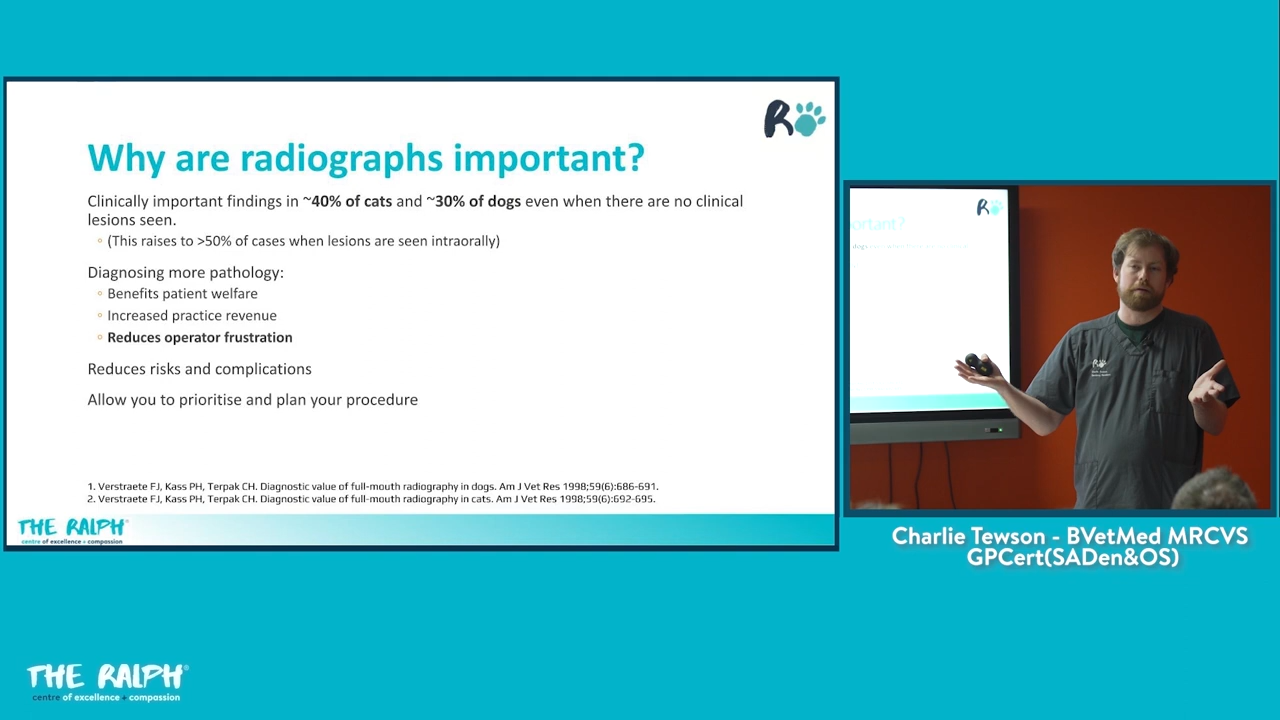 R
Why are radiographs important?
Clinically important findings in ~40% of cats and ~30% of dogs even when there are no clinical
lesions seen.
◦ (This raises to >50% of cases when lesions are seen intraorally)
Diagnosing more pathology:
◦ Benefits patient welfare
◦ Increased practice revenue
◦ Reduces operator frustration
Reduces risks and complications
Allow you to prioritise and plan your procedure
1. Verstraete FJ, Kass PH, Terpak CH. Diagnostic value of full-mouth radiography in dogs. Am J Vet Res 1998;59(6):686-691.
2. Verstraete FJ, Kass PH, Terpak CH. Diagnostic value of full-mouth radiography in cats. Am J Vet Res 1998;59(6):692-695.
THE RALPH®
centre of excellence + compassion
R
ortant?
R
Charlie Tewson - BVetMed MRCVS
GPCert(SADen&OS)
THE RALPH®
centre of excellence + compassion